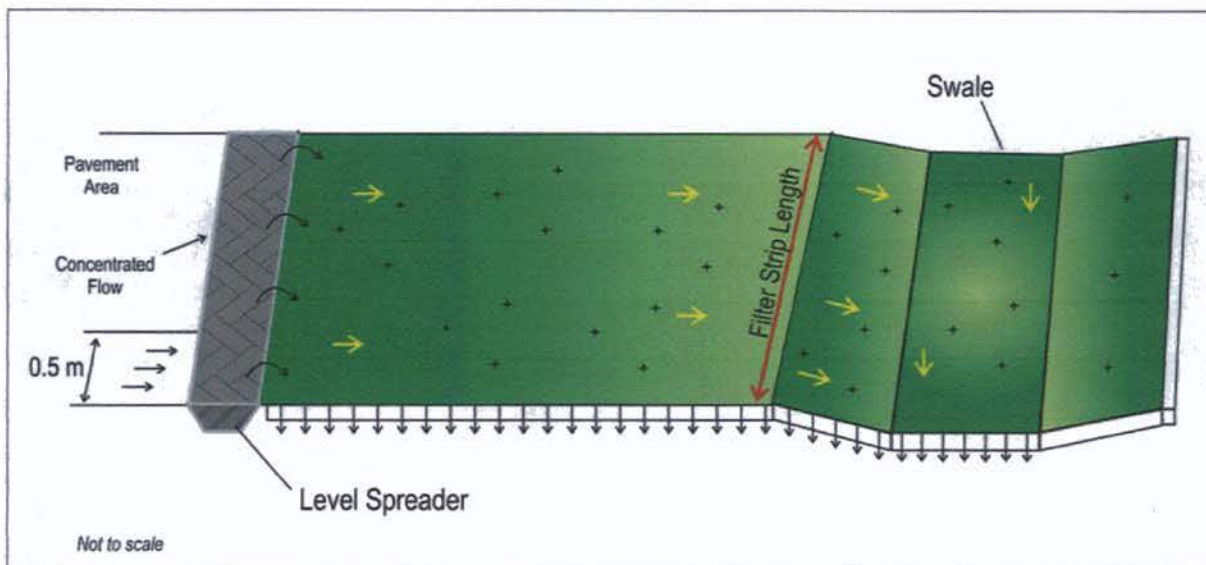 Swale
Pavement
Area
Concentrated
Flow
Filter Strip Length
0.5 m
Level Spreader
Not to scale